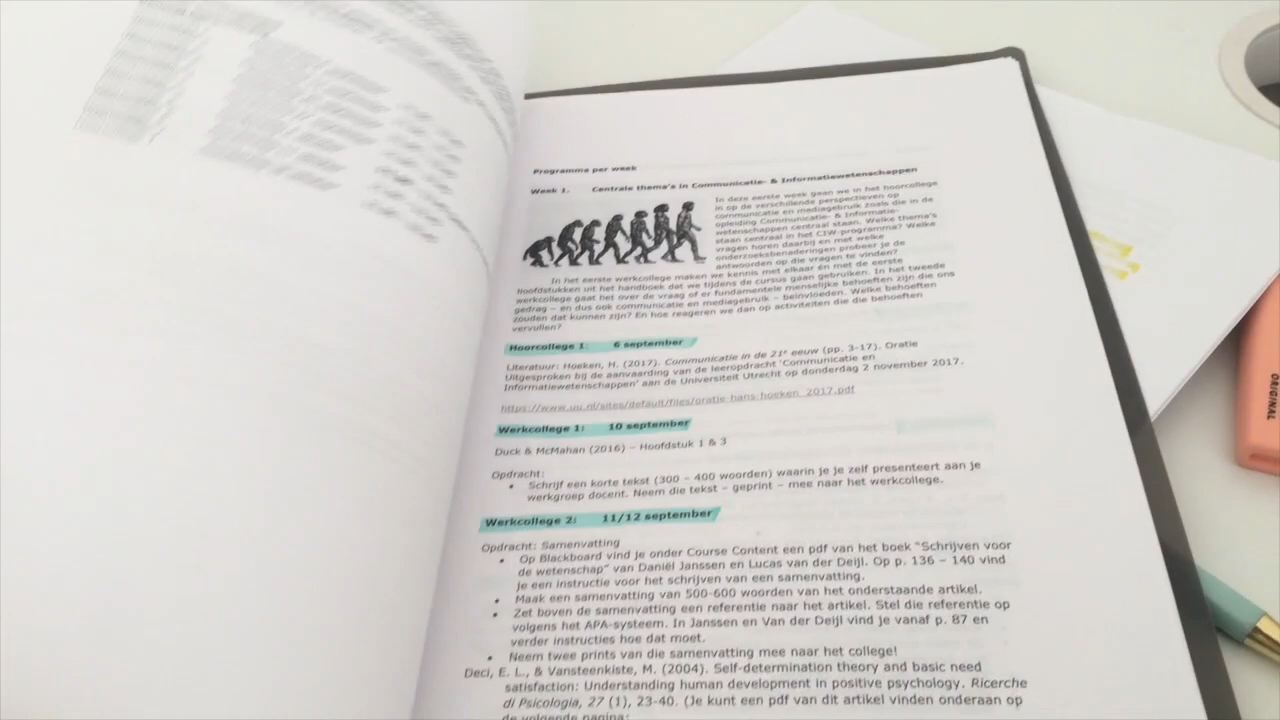 Programma per week
Week 1. Centrale thema's in Communicatie- & Informatiewetenschappen
In deze eerste week gaan we in het hoorcollege
in op de verschillende perspectieven op
communicatie en mediagebruik zoals die in de
opleiding Communicatie- & Informatie-
wetenschappen centraal staan. Welke thema's
staan centraal in het CIW-programma? Welke
vragen horen daarbij en met welke
onderzoeksbenaderingen probeer je de
antwoorden op die vragen te vinden?
In het eerste werkcollege maken we kennis met elkaar én met de eerste
hoofdstukken uit het handboek dat we tijdens de cursus gaan gebruiken. In het tweede
werkcollege gaat het over de vraag of er fundamentele menselijke behoeften zijn die ons
gedrag – en dus ook communicatie en mediagebruik – beïnvloeden. Welke behoeften
zouden dat kunnen zijn? En hoe reageren we dan op activiteiten die die behoeften
vervullen?
Hoorcollege 1: 6 september
Literatuur: Hoeken, H. (2017). Communicatie in de 21e eeuw (pp. 3-17). Oratie
Uitgesproken bij de aanvaarding van de leeropdracht 'Communicatie en
Informatiewetenschappen' aan de Universiteit Utrecht op donderdag 2 november 2017.
https://www.uu.nl/sites/default/files/oratie_hans_hoeken_2017.pdf
Werkcollege 1: 10 september
Duck & McMahan (2016) – Hoofdstuk 1 & 3
Opdracht:
• Schrijf een korte tekst (300 – 400 woorden) waarin je je zelf presenteert aan je
werkgroep docent. Neem die tekst – geprint – mee naar het werkcollege.
Werkcollege 2: 11/12 september
Opdracht: Samenvatting
• Op Blackboard vind je onder Course Content een pdf van het boek "Schrijven voor
de wetenschap" van Daniël Janssen en Lucas van der Deijl. Op p. 136 – 140 vind
je een instructie voor het schrijven van een samenvatting.
• Maak een samenvatting van 500-600 woorden van het onderstaande artikel.
• Zet boven de samenvatting een referentie naar het artikel. Stel die referentie op
volgens het APA-systeem. In Janssen en Van der Deijl vind je vanaf p. 87 en
verder instructies hoe dat moet.
• Neem twee prints van die samenvatting mee naar het college!
Deci, E. L., & Vansteenkiste, M. (2004). Self-determination theory and basic need
satisfaction: Understanding human development in positive psychology. Ricerche
di Psicologia, 27 (1), 23-40. (Je kunt een pdf van dit artikel vinden onderaan op
de volgende pagina:
ORIGINAL